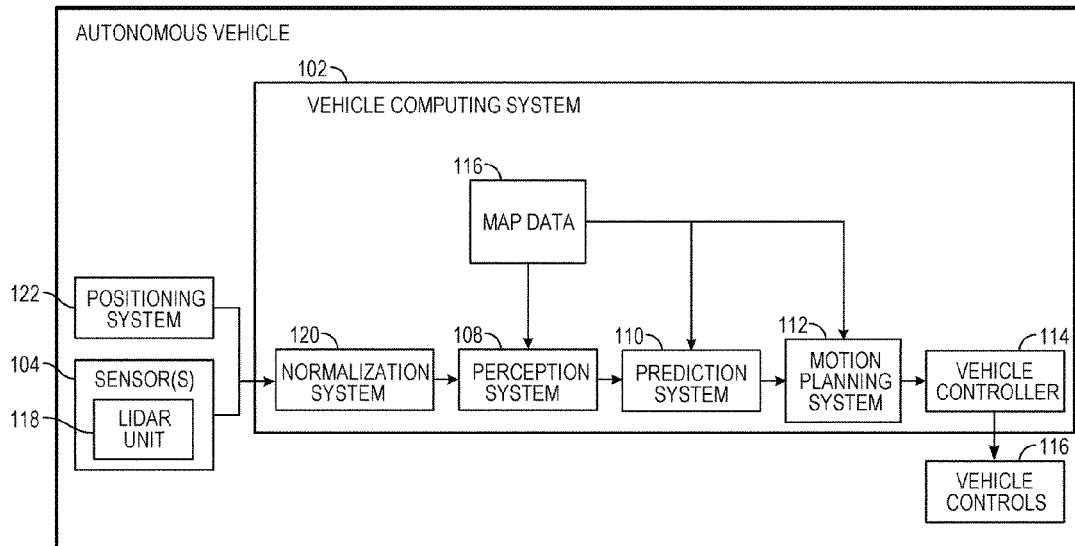 AUTONOMOUS VEHICLE
102
VEHICLE COMPUTING SYSTEM
116
MAP DATA
122
POSITIONING
SYSTEM
104
SENSOR(S)
118
LIDAR
UNIT
120
NORMALIZATION
SYSTEM
108
PERCEPTION
SYSTEM
110
PREDICTION
SYSTEM
112
MOTION
PLANNING
SYSTEM
114
VEHICLE
CONTROLLER
116
VEHICLE
CONTROLS